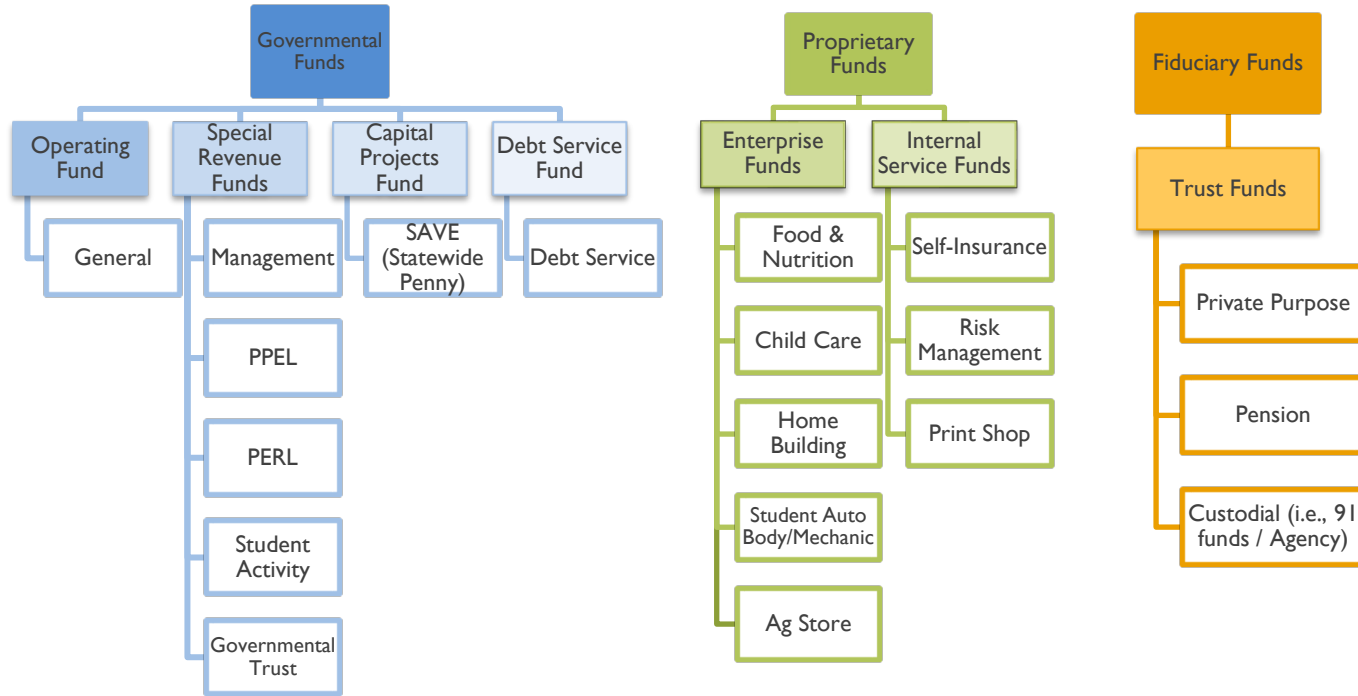 Governmental
Funds
Operating
Fund
General
Special
Revenue
Funds
Management
PPEL
PERL
Student
Activity
Governmental
Trust
Capital
Projects
Fund
SAVE
(Statewide
Penny)
Debt Service
Fund
Debt Service
Proprietary
Funds
Enterprise
Funds
Food &
Nutrition
Child Care
Home
Building
Student Auto
Body/Mechanic
Ag Store
Internal
Service Funds
Self-Insurance
Risk
Management
Print Shop
Fiduciary Funds
Trust Funds
Private Purpose
Pension
Custodial (i.e., 91
funds / Agency)